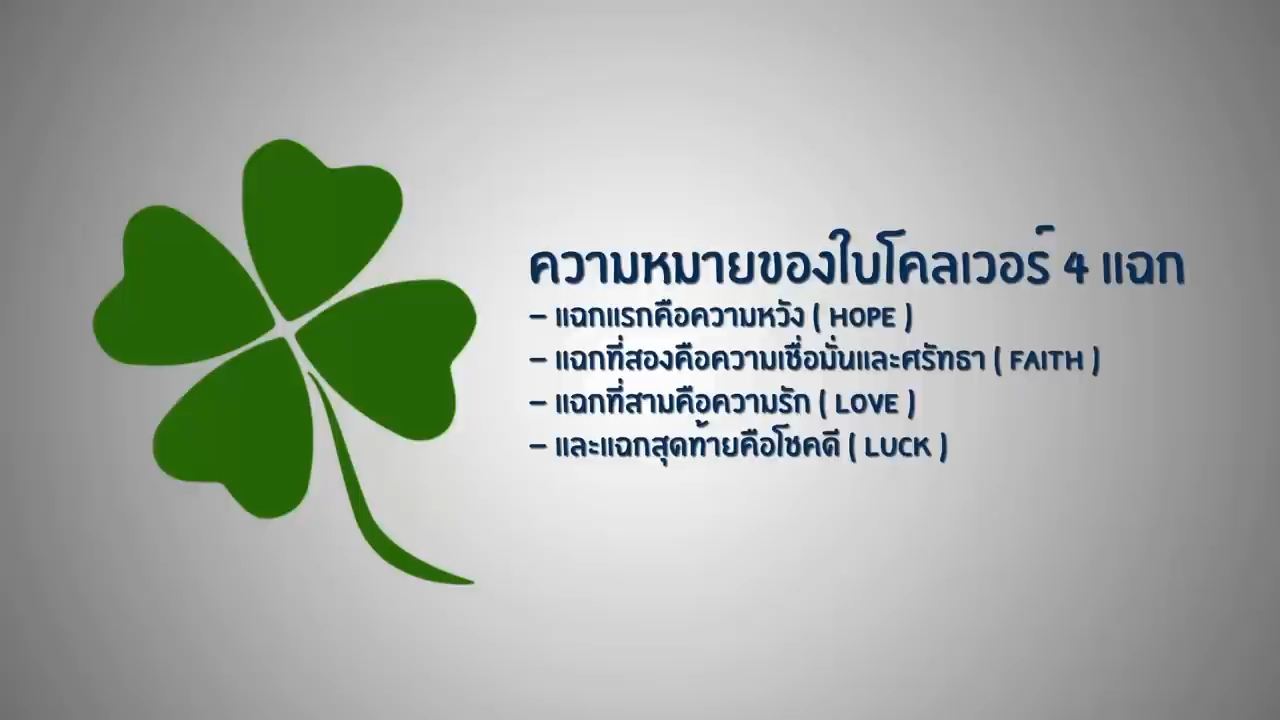 ความหมายของใบโคลเวอร์ 4 แฉก
– แฉกแรกคือความหวัง ( HOPE )
– แฉกที่สองคือความเชื่อมั่นและศรัทธา ( FAITH )
– แฉกที่สามคือความรัก ( LOVE )
– และแฉกสุดท้ายคือโชคดี ( LUCK )